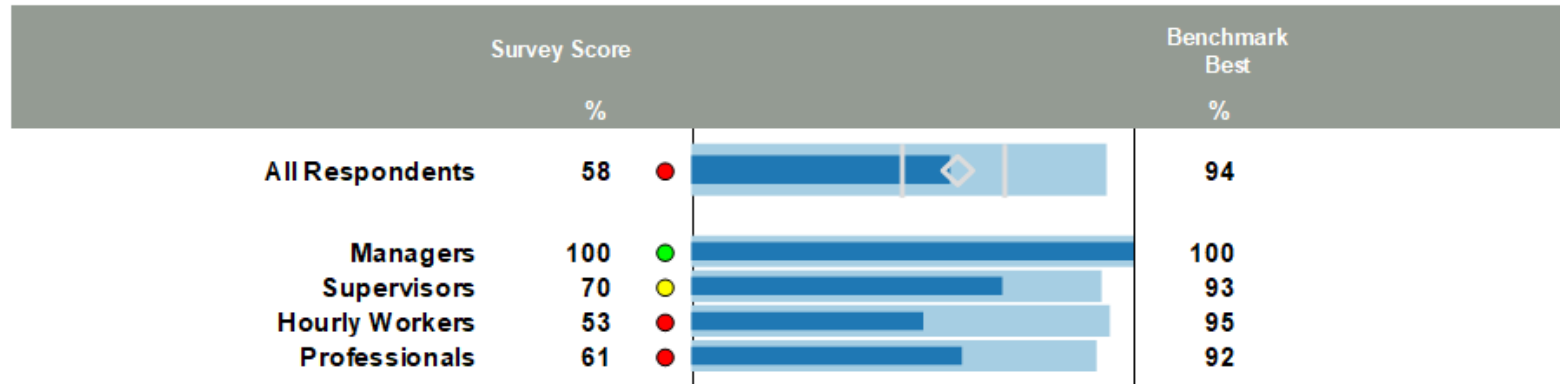 Survey Score
Benchmark
Best
%
%
All Respondents 58 94
Managers 100 100
Supervisors 70 93
Hourly Workers 53 95
Professionals 61 92